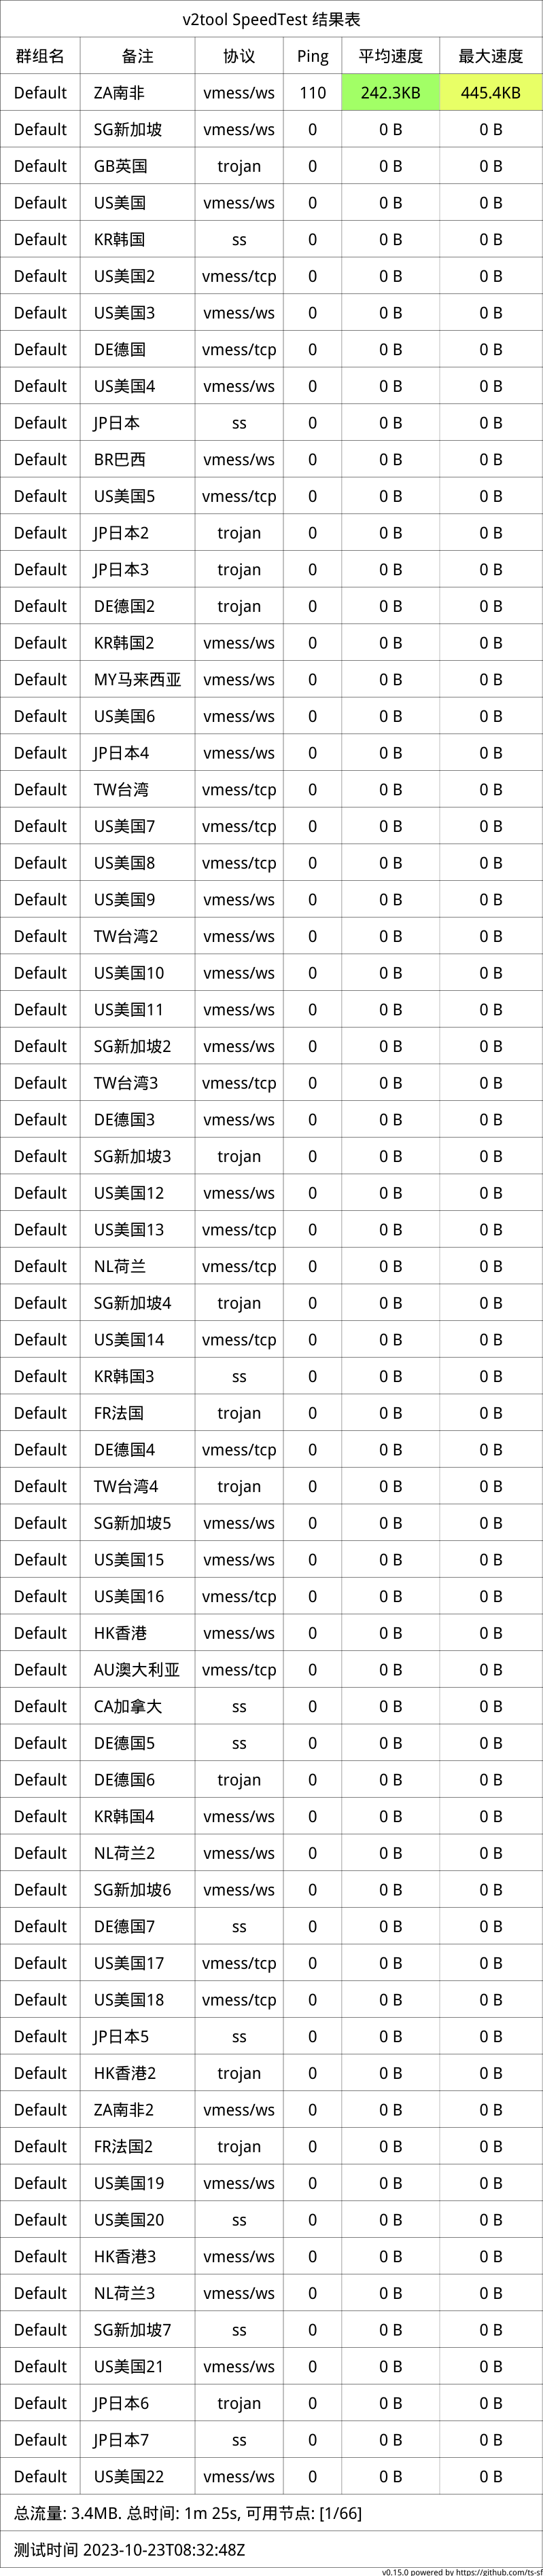 v2tool SpeedTest 结果表
群组名 备注 协议 Ping 平均速度 最大速度
Default ZA南非 vmess/ws 110 242.3KB 445.4KB
Default SG新加坡 vmess/ws 0 0 B 0 B
Default GB英国 trojan 0 0 B 0 B
Default US美国 vmess/ws 0 0 B 0 B
Default KR韩国 ss 0 0 B 0 B
Default US美国2 vmess/tcp 0 0 B 0 B
Default US美国3 vmess/ws 0 0 B 0 B
Default DE德国 vmess/tcp 0 0 B 0 B
Default US美国4 vmess/ws 0 0 B 0 B
Default JP日本 ss 0 0 B 0 B
Default BR巴西 vmess/ws 0 0 B 0 B
Default US美国5 vmess/tcp 0 0 B 0 B
Default JP日本2 trojan 0 0 B 0 B
Default JP日本3 trojan 0 0 B 0 B
Default DE德国2 trojan 0 0 B 0 B
Default KR韩国2 vmess/ws 0 0 B 0 B
Default MY马来西亚 vmess/ws 0 0 B 0 B
Default US美国6 vmess/ws 0 0 B 0 B
Default JP日本4 vmess/ws 0 0 B 0 B
Default TW台湾 vmess/tcp 0 0 B 0 B
Default US美国7 vmess/tcp 0 0 B 0 B
Default US美国8 vmess/tcp 0 0 B 0 B
Default US美国9 vmess/ws 0 0 B 0 B
Default TW台湾2 vmess/ws 0 0 B 0 B
Default US美国10 vmess/ws 0 0 B 0 B
Default US美国11 vmess/ws 0 0 B 0 B
Default SG新加坡2 vmess/ws 0 0 B 0 B
Default TW台湾3 vmess/tcp 0 0 B 0 B
Default DE德国3 vmess/ws 0 0 B 0 B
Default SG新加坡3 trojan 0 0 B 0 B
Default US美国12 vmess/ws 0 0 B 0 B
Default US美国13 vmess/tcp 0 0 B 0 B
Default NL荷兰 vmess/tcp 0 0 B 0 B
Default SG新加坡4 trojan 0 0 B 0 B
Default US美国14 vmess/tcp 0 0 B 0 B
Default KR韩国3 ss 0 0 B 0 B
Default FR法国 trojan 0 0 B 0 B
Default DE德国4 vmess/tcp 0 0 B 0 B
Default TW台湾4 trojan 0 0 B 0 B
Default SG新加坡5 vmess/ws 0 0 B 0 B
Default US美国15 vmess/ws 0 0 B 0 B
Default US美国16 vmess/tcp 0 0 B 0 B
Default HK香港 vmess/ws 0 0 B 0 B
Default AU澳大利亚 vmess/tcp 0 0 B 0 B
Default CA加拿大 ss 0 0 B 0 B
Default DE德国5 ss 0 0 B 0 B
Default DE德国6 trojan 0 0 B 0 B
Default KR韩国4 vmess/ws 0 0 B 0 B
Default NL荷兰2 vmess/ws 0 0 B 0 B
Default SG新加坡6 vmess/ws 0 0 B 0 B
Default DE德国7 ss 0 0 B 0 B
Default US美国17 vmess/tcp 0 0 B 0 B
Default US美国18 vmess/tcp 0 0 B 0 B
Default JP日本5 ss 0 0 B 0 B
Default HK香港2 trojan 0 0 B 0 B
Default ZA南非2 vmess/ws 0 0 B 0 B
Default FR法国2 trojan 0 0 B 0 B
Default US美国19 vmess/ws 0 0 B 0 B
Default US美国20 ss 0 0 B 0 B
Default HK香港3 vmess/ws 0 0 B 0 B
Default NL荷兰3 vmess/ws 0 0 B 0 B
Default SG新加坡7 ss 0 0 B 0 B
Default US美国21 vmess/ws 0 0 B 0 B
Default JP日本6 trojan 0 0 B 0 B
Default JP日本7 ss 0 0 B 0 B
Default US美国22 vmess/ws 0 0 B 0 B
总流量: 3.4MB. 总时间: 1m 25s, 可用节点: [1/66]
测试时间 2023-10-23T08:32:48Z
v0.15.0 powered by https://github.com/ts-sf